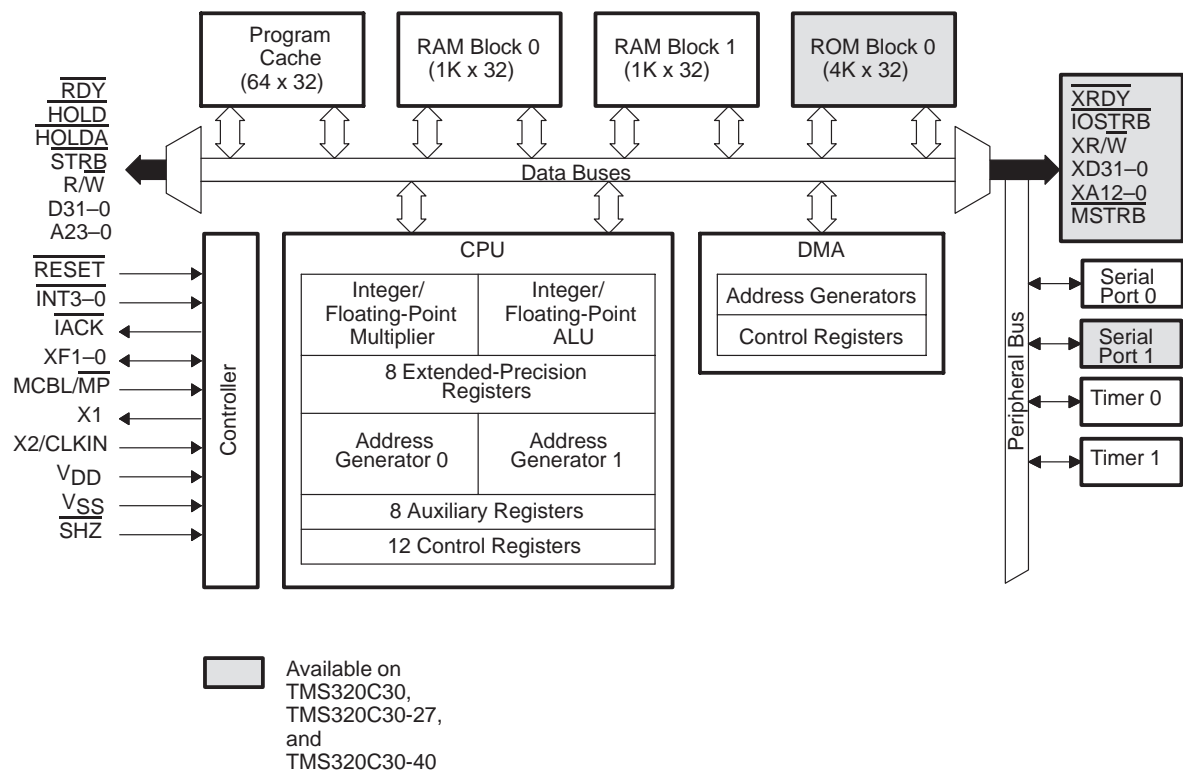 Program
Cache
(64 x 32)
RAM Block 0
(1K x 32)
RAM Block 1
(1K x 32)
ROM Block 0
(4K x 32)
RDY
HOLD
HOLDA
STRB
R/W
D31–0
A23–0
Data Buses
XRDY
IOSTRB
XR/W
XD31–0
XA12–0
MSTRB
RESET
INT3–0
IACK
XF1–0
MCBL/MP
X1
X2/CLKIN
VDD
VSS
SHZ
Controller
CPU
Integer/
Floating-Point
Multiplier
Integer/
Floating-Point
ALU
8 Extended-Precision
Registers
Address
Generator 0
Address
Generator 1
8 Auxiliary Registers
12 Control Registers
DMA
Address Generators
Control Registers
Peripheral Bus
Serial
Port 0
Serial
Port 1
Timer 0
Timer 1
Available on
TMS320C30,
TMS320C30-27,
and
TMS320C30-40